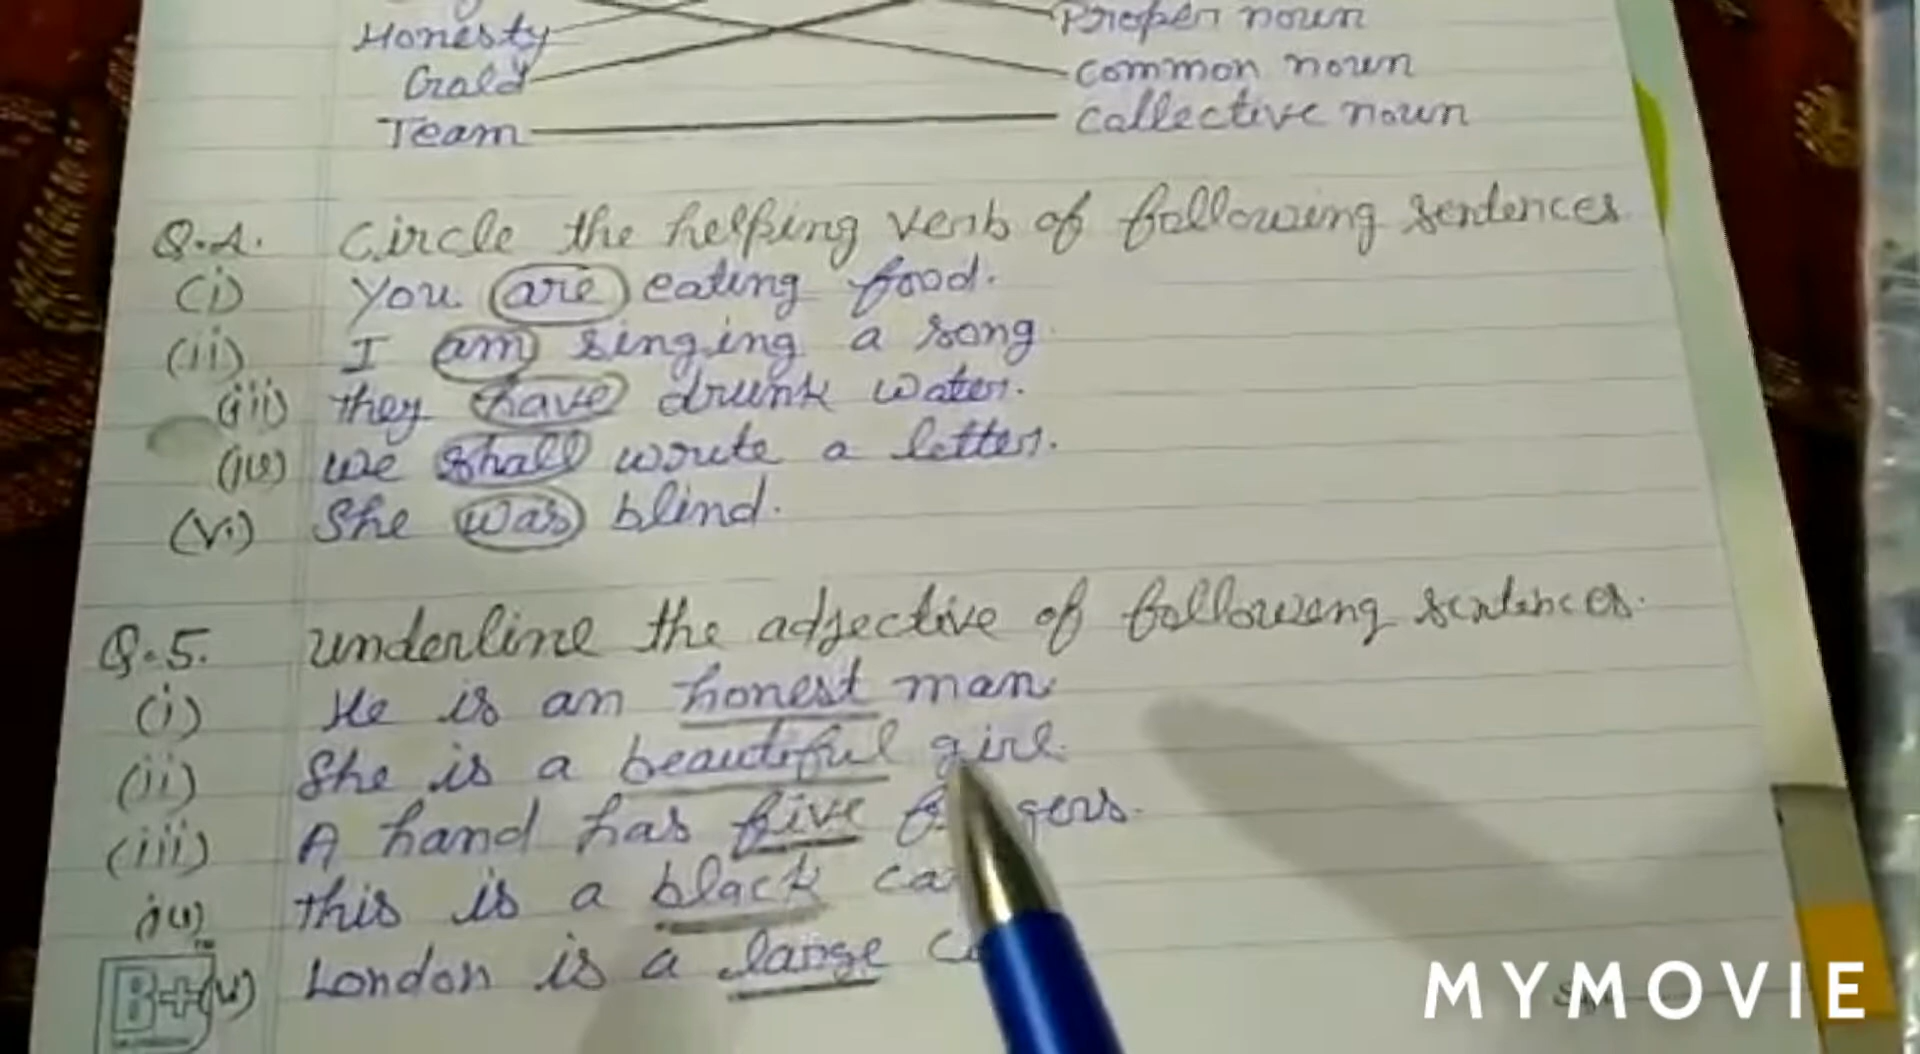 Honesty Proper noun
Gold common noun
Team collective noun
Q.4. Circle the helping verb of following sentences
(i) You are eating food.
(ii) I am singing a song
(iii) they have drunk water.
(iv) we shall wrute a letter.
(v.) She was blind.
Q.5. underline the adjective of following sentences.
(i) He is an honest man.
(ii) She is a beautiful girl.
(iii) A hand has five gers.
(iv) this is a black
(v) London is a large
B+
MYMOVIE